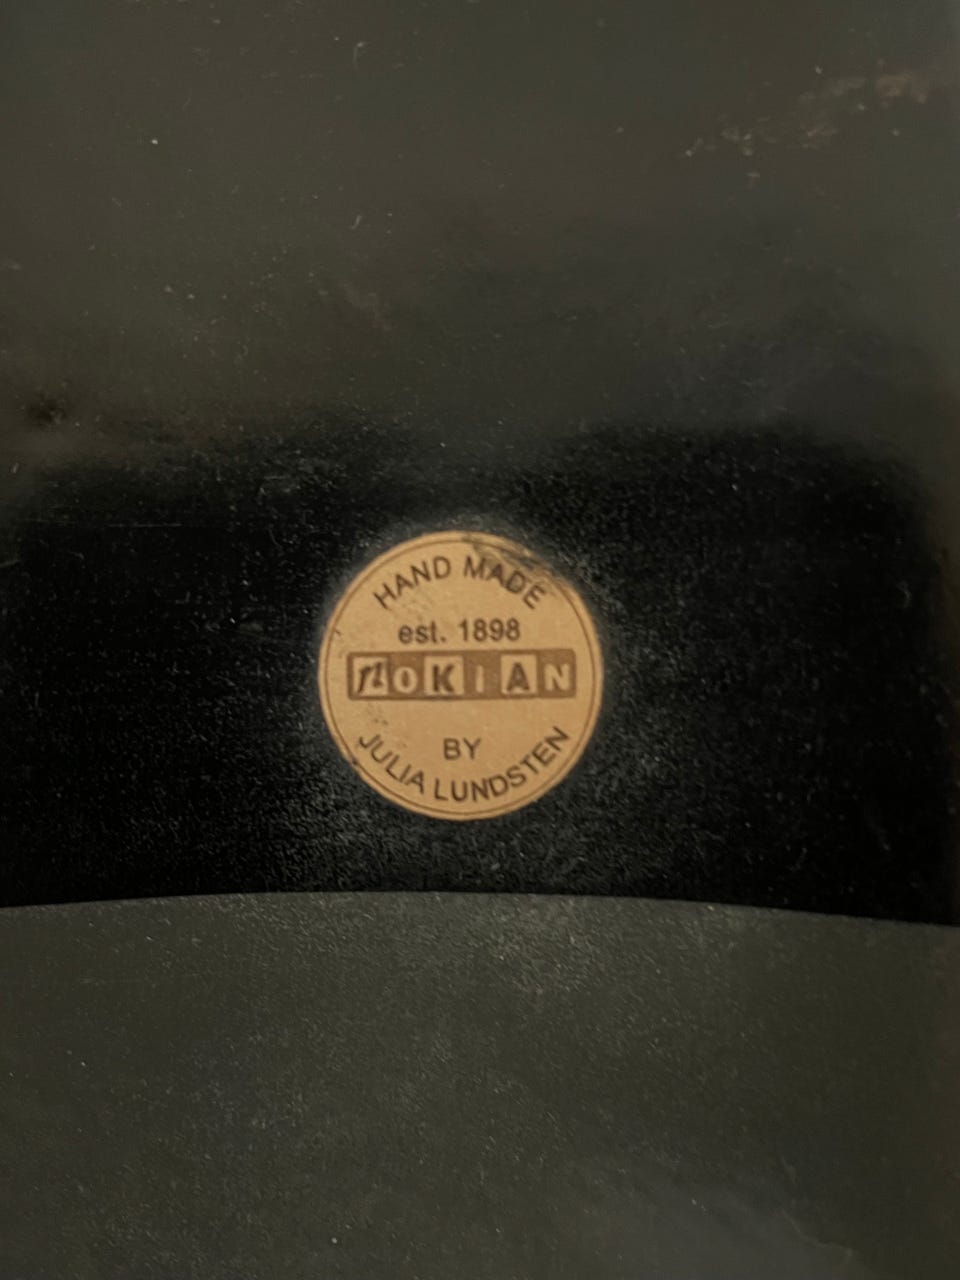 HAND MADE
est. 1898
nOKIAN
BY
JULIA LUNDSTEN